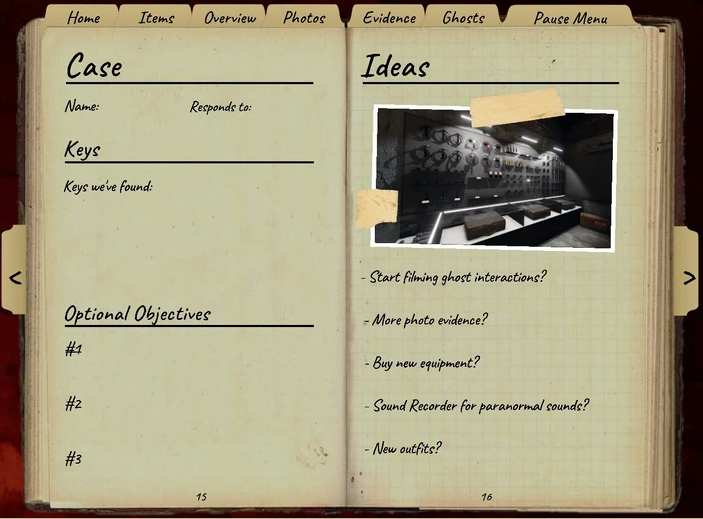 Home Items Overview Photos Evidence Ghosts Pause Menu
Case
Name: Responds to:
Keys
Keys we've found:
Optional Objectives
#1
#2
#3
15
Ideas
- Start filming ghost interactions?
- More photo evidence?
- Buy new equipment?
- Sound Recorder for paranormal sounds?
- New outfits?
16
<
>